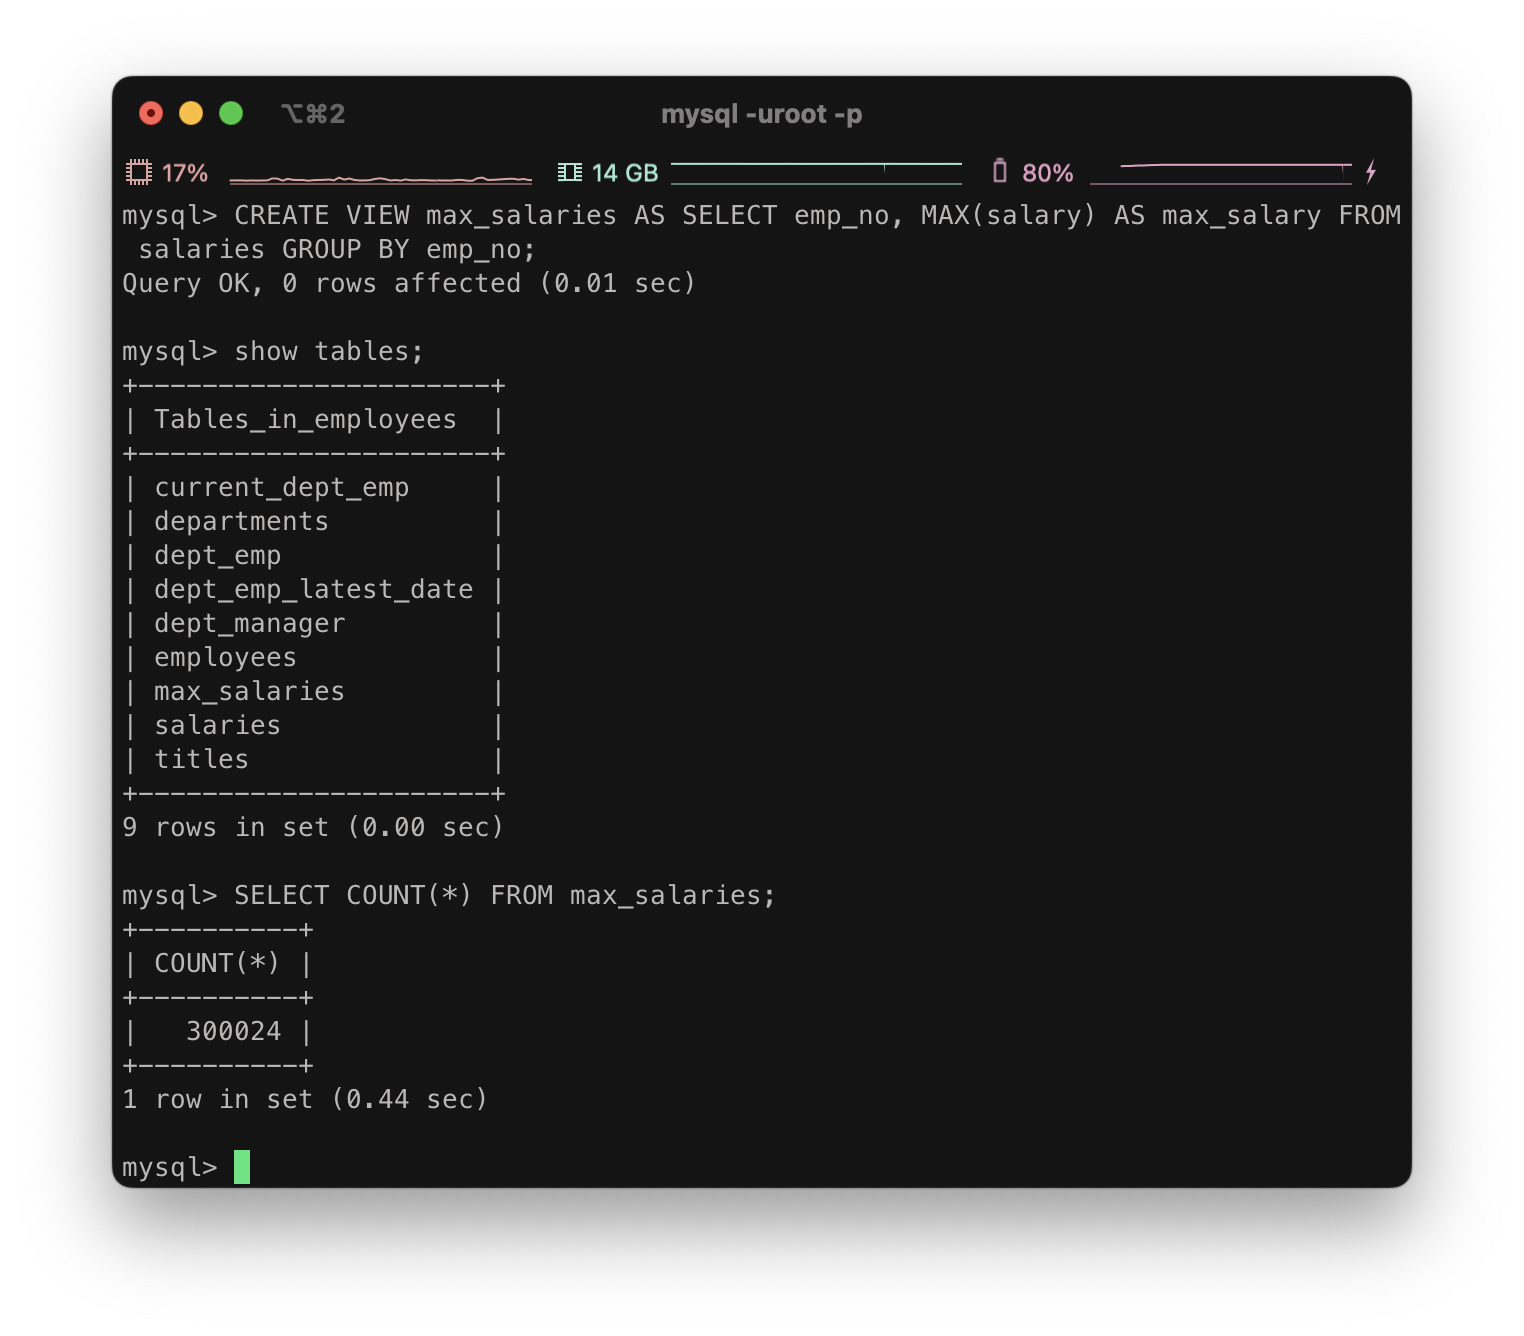 ⌥⌘2 mysql -uroot -p
17% 14 GB 80%
mysql> CREATE VIEW max_salaries AS SELECT emp_no, MAX(salary) AS max_salary FROM
 salaries GROUP BY emp_no;
Query OK, 0 rows affected (0.01 sec)
mysql> show tables;
+----------------------+
| Tables_in_employees  |
+----------------------+
| current_dept_emp     |
| departments          |
| dept_emp             |
| dept_emp_latest_date |
| dept_manager         |
| employees            |
| max_salaries         |
| salaries             |
| titles               |
+----------------------+
9 rows in set (0.00 sec)
mysql> SELECT COUNT(*) FROM max_salaries;
+----------+
| COUNT(*) |
+----------+
|   300024 |
+----------+
1 row in set (0.44 sec)
mysql>